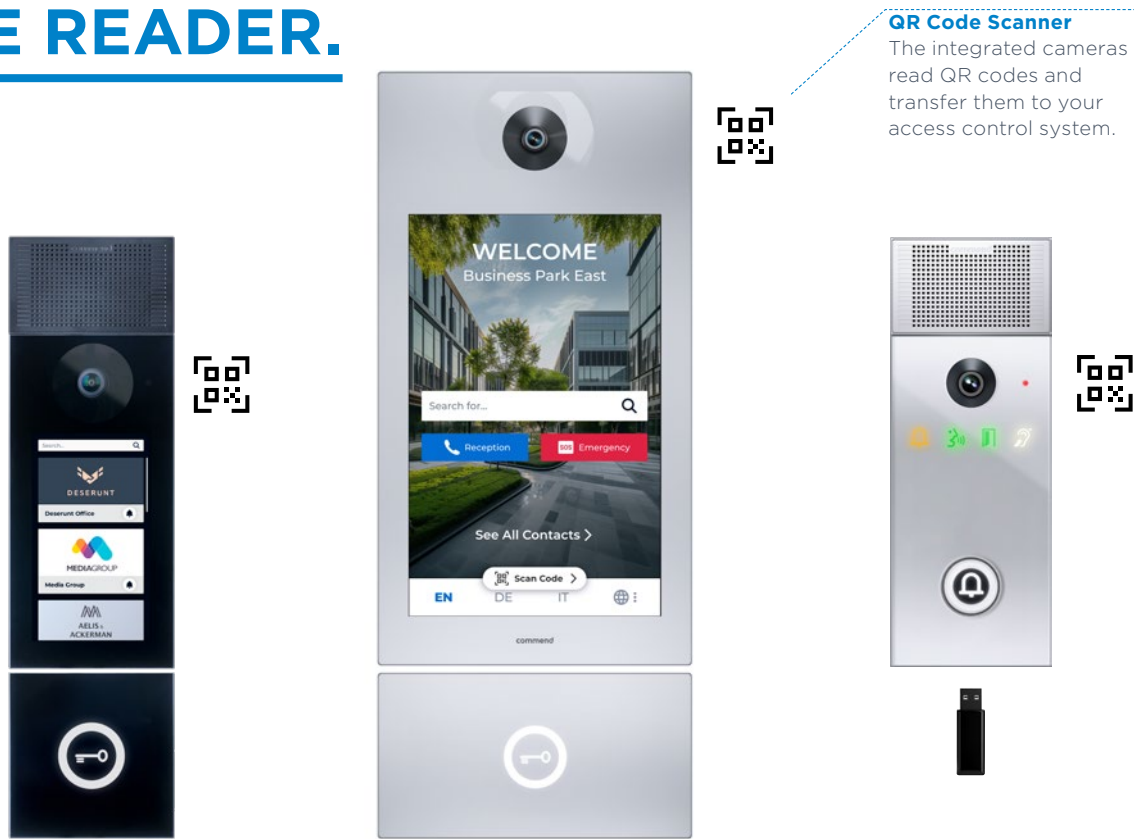 E READER.
QR Code Scanner
The integrated cameras
read QR codes and
transfer them to your
access control system.
WELCOME
Business Park East
Search for...
Reception
SOS Emergency
See All Contacts >
Scan Code >
EN DE IT
commend
Search...
DESERUNT
Deserunt Office
MEDIAGROUP
Media Group
AELIS &
ACKERMAN